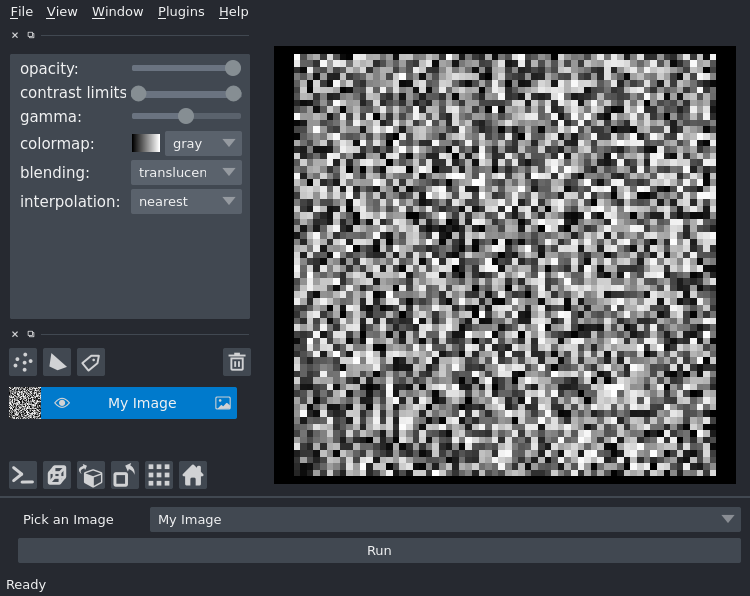 File View Window Plugins Help
opacity:
contrast limits
gamma:
colormap: gray
blending: translucen
interpolation: nearest
My Image
Pick an Image My Image
Run
Ready